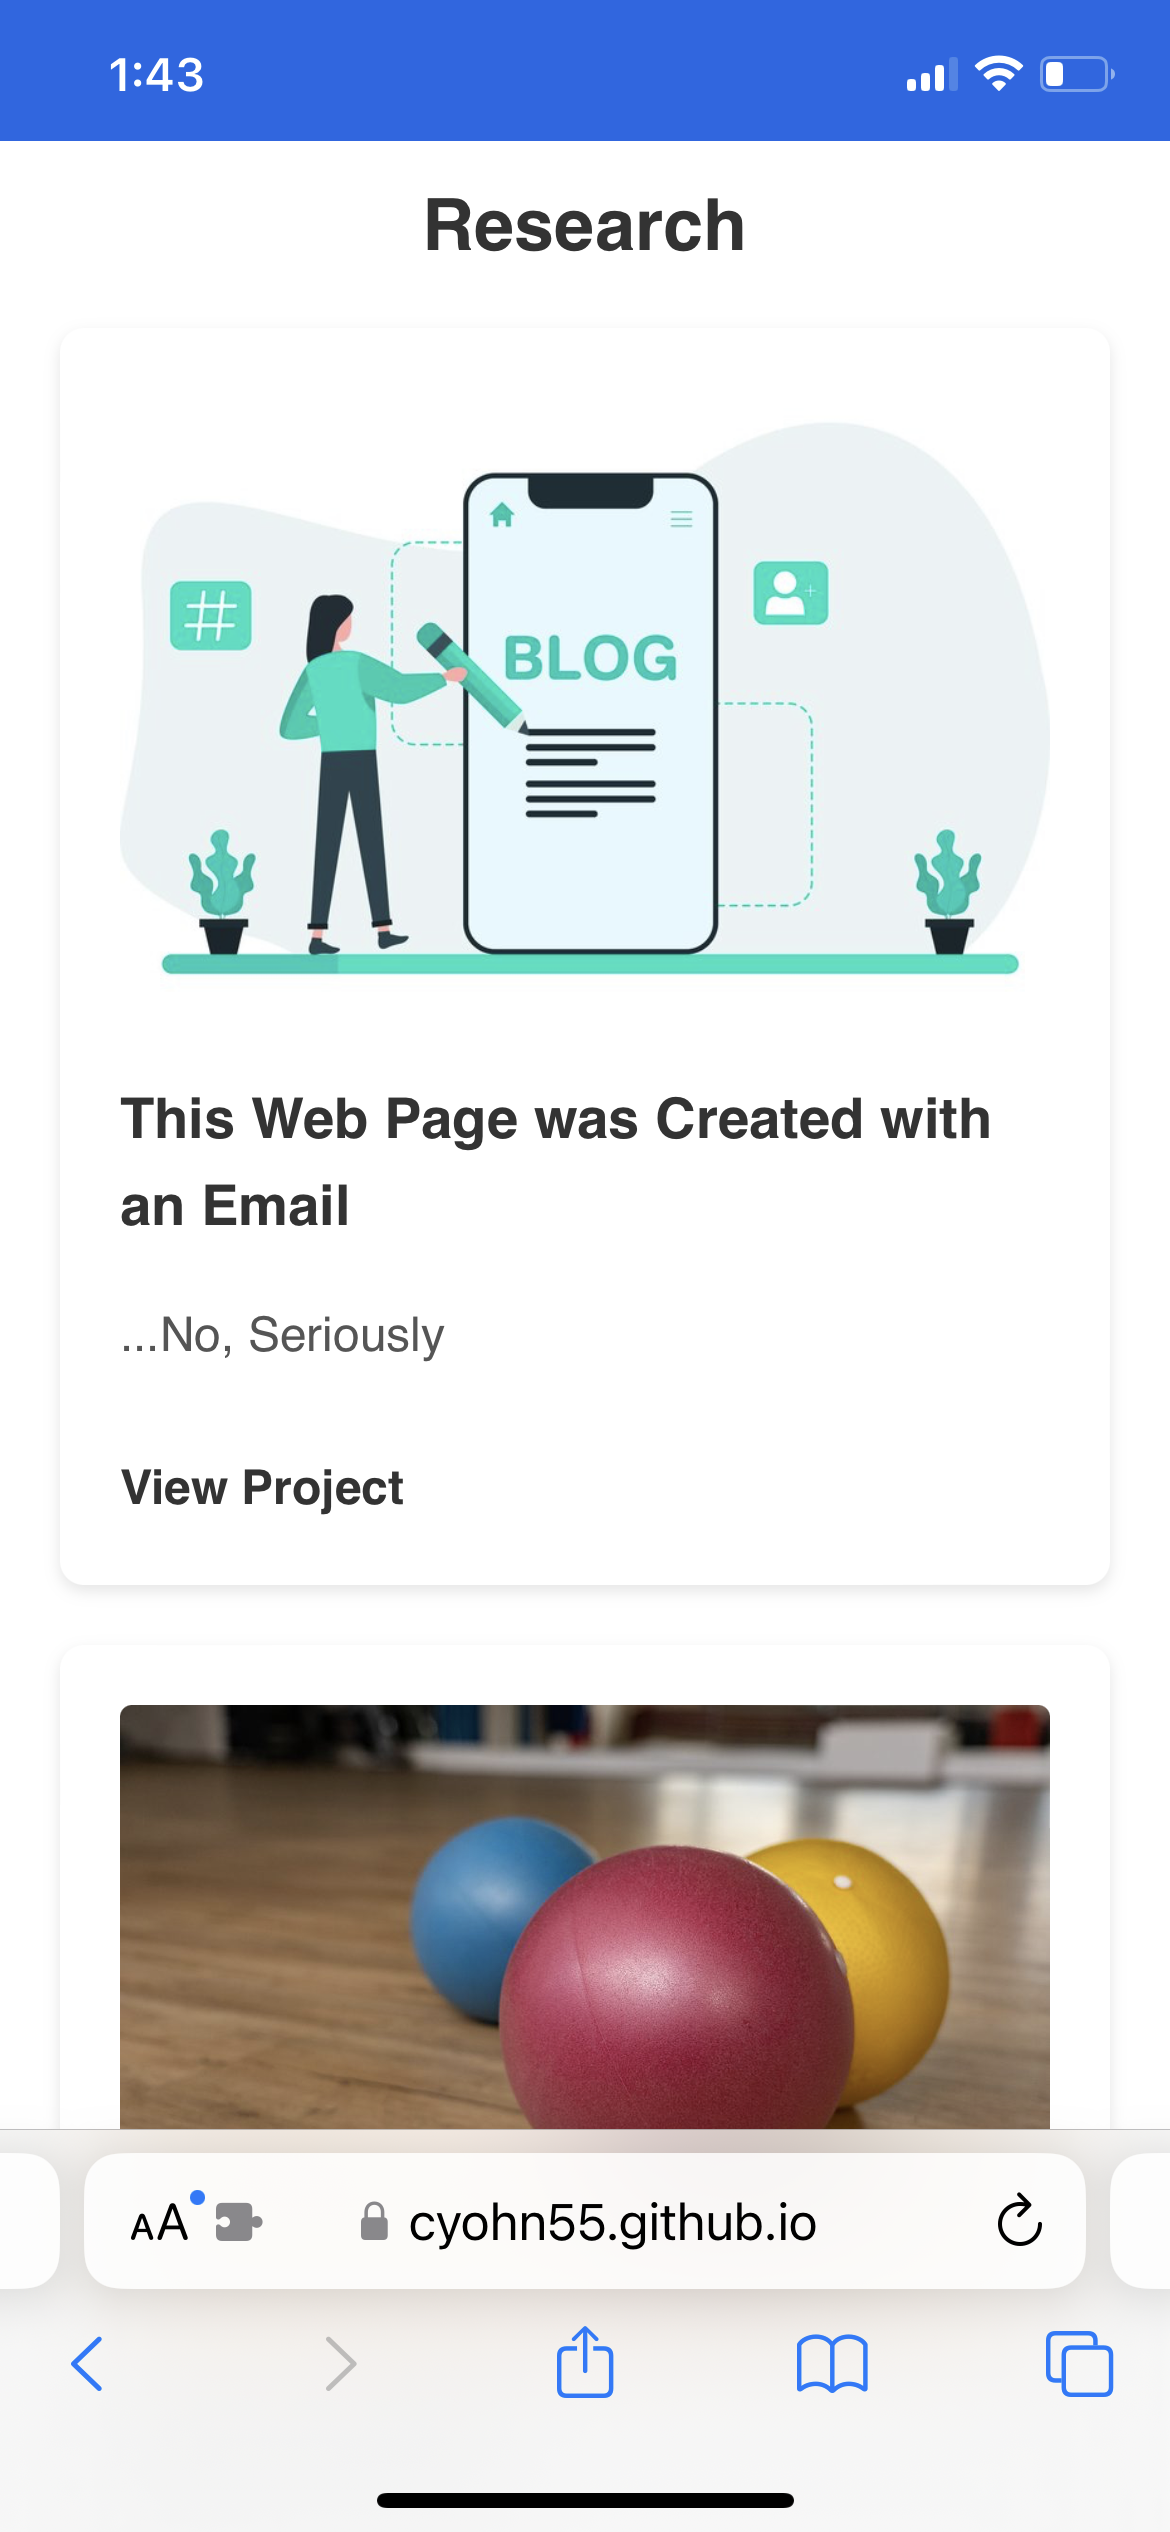 1:43
Research
#
BLOG
This Web Page was Created with
an Email
...No, Seriously
View Project
AA
cyohn55.github.io